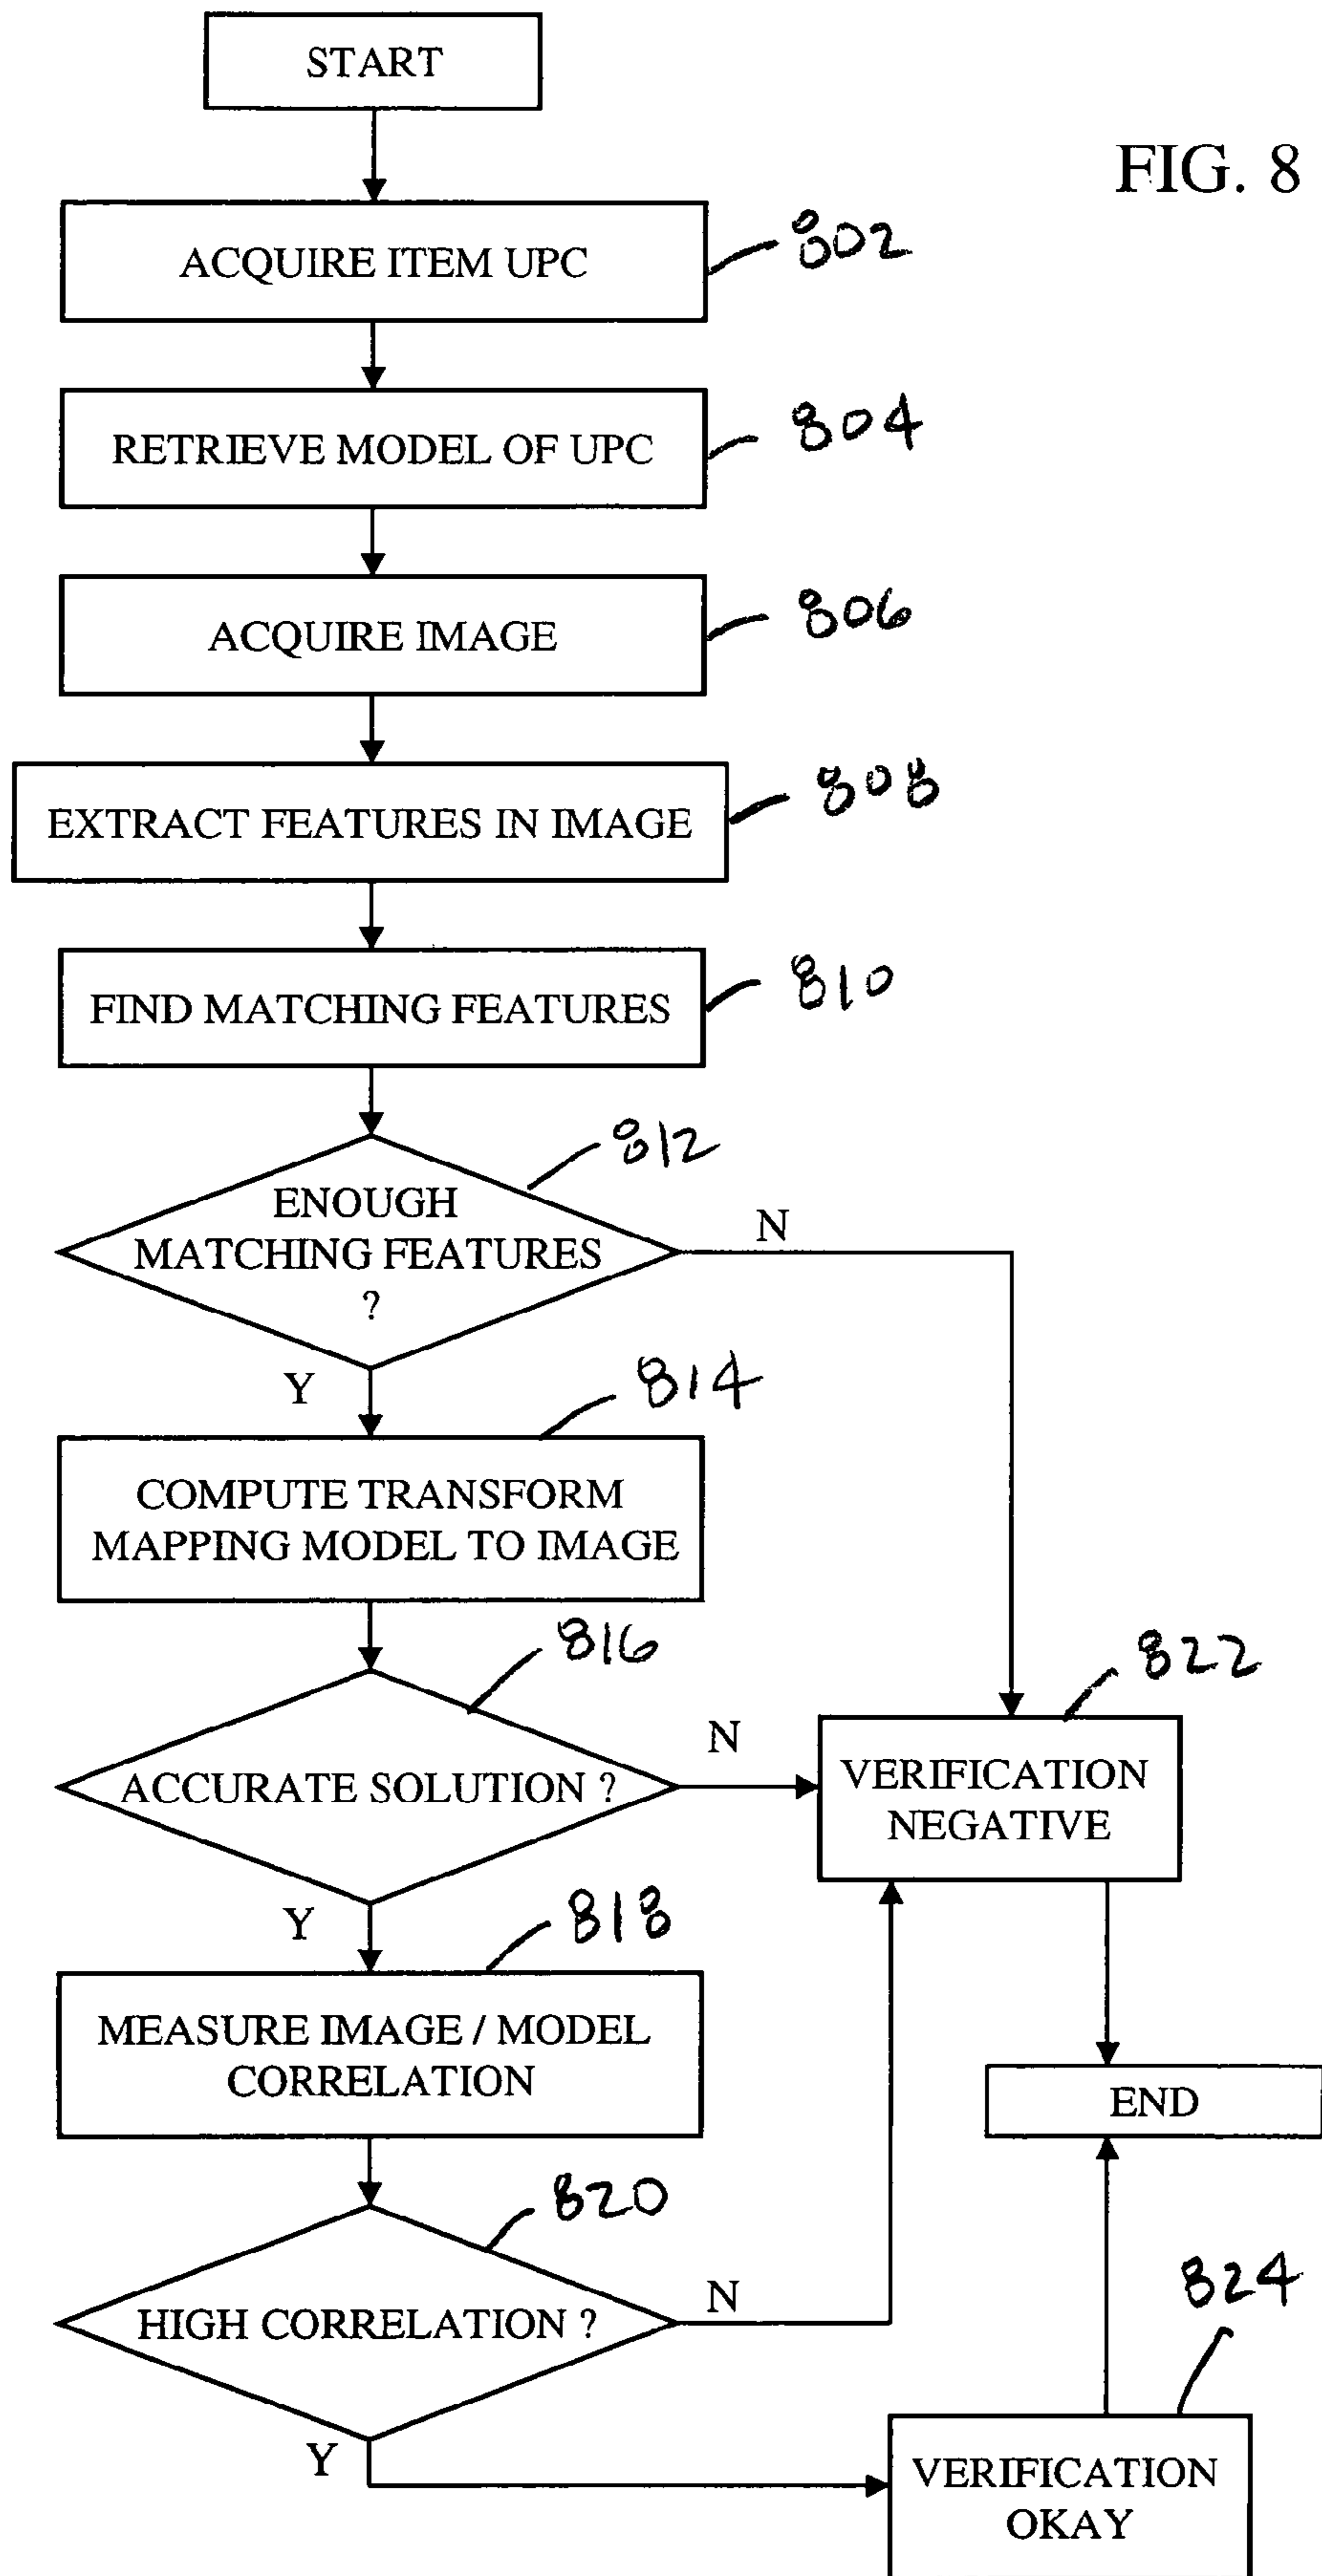 START
FIG. 8
ACQUIRE ITEM UPC
802
RETRIEVE MODEL OF UPC
804
ACQUIRE IMAGE
806
EXTRACT FEATURES IN IMAGE
808
FIND MATCHING FEATURES
810
812
ENOUGH
MATCHING FEATURES
?
N
Y
814
COMPUTE TRANSFORM
MAPPING MODEL TO IMAGE
816
ACCURATE SOLUTION ?
N
822
VERIFICATION
NEGATIVE
Y
818
MEASURE IMAGE / MODEL
CORRELATION
END
820
HIGH CORRELATION ?
N
Y
824
VERIFICATION
OKAY